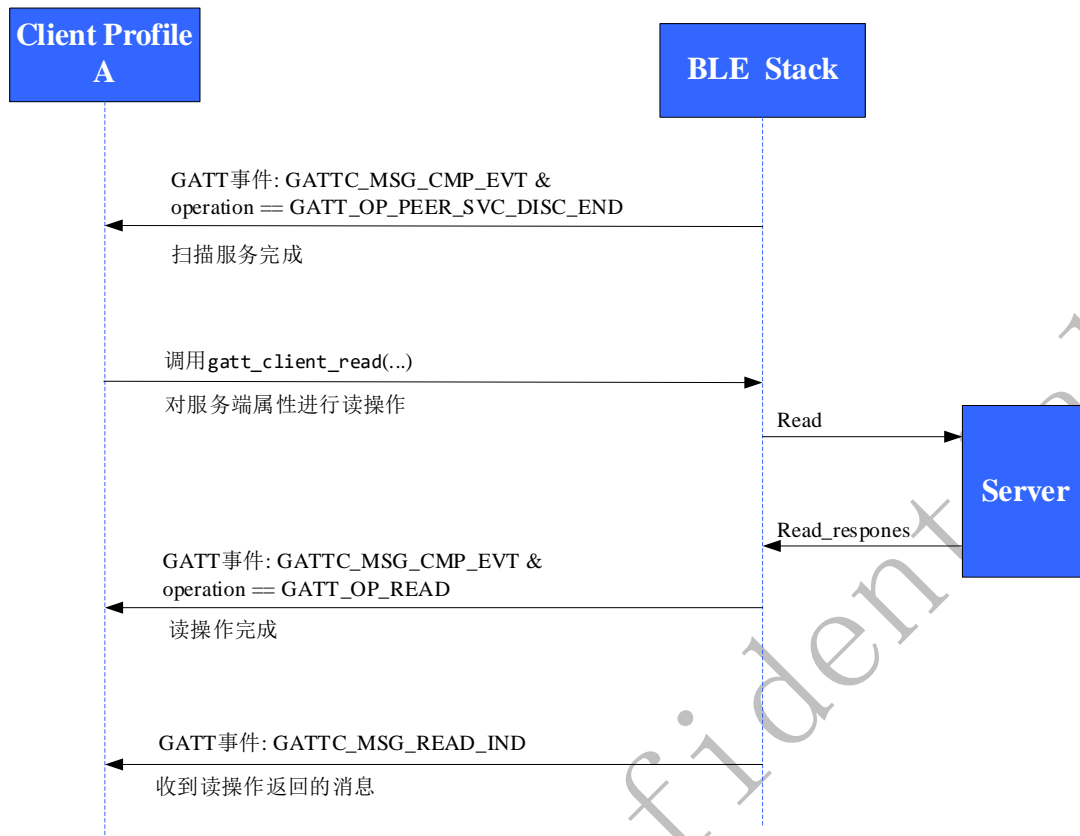 Client Profile
A
BLE Stack
GATT事件: GATTC_MSG_CMP_EVT &
operation == GATT_OP_PEER_SVC_DISC_END
扫描服务完成
调用gatt_client_read(...)
对服务端属性进行读操作
Read
Server
Read_respones
GATT事件: GATTC_MSG_CMP_EVT &
operation == GATT_OP_READ
读操作完成
GATT事件: GATTC_MSG_READ_IND
收到读操作返回的消息
fident